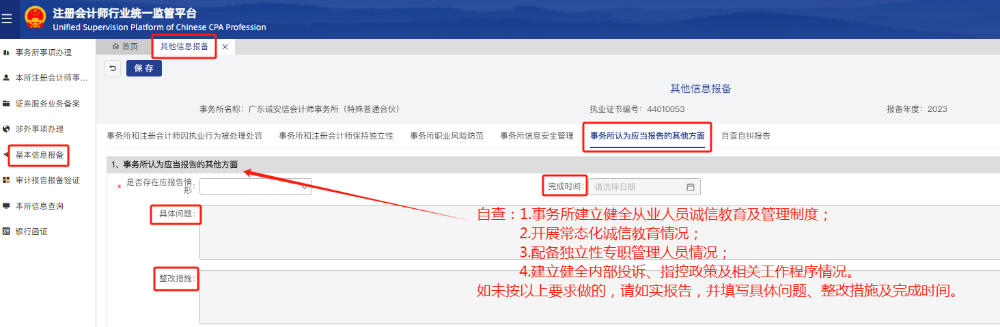 注册会计师行业统一监管平台
Unified Supervision Platform of Chinese CPA Profession
事务所事项办理
本所注册会计师事...
证券服务业务备案
涉外事项办理
基本信息报备
审计报告报备验证
本所信息查询
银行函证
首页 其他信息报备 ×
保 存
其他信息报备
事务所名称：广东诚安信会计师事务所（特殊普通合伙） 执业证书编号：44010053 报备年度：2023
事务所和注册会计师因执业行为被处理处罚 事务所和注册会计师保持独立性 事务所职业风险防范 事务所信息安全管理 事务所认为应当报告的其他方面 自查自纠报告
1、事务所认为应当报告的其他方面
* 是否存在应报告情形： 完成时间： 请选择日期
具体问题：
自查：1.事务所建立健全从业人员诚信教育及管理制度；
2.开展常态化诚信教育情况；
3.配备独立性专职管理人员情况；
4.建立健全内部投诉、指控政策及相关工作程序情况。
整改措施：
如未按以上要求做的，请如实报告，并填写具体问题、整改措施及完成时间。